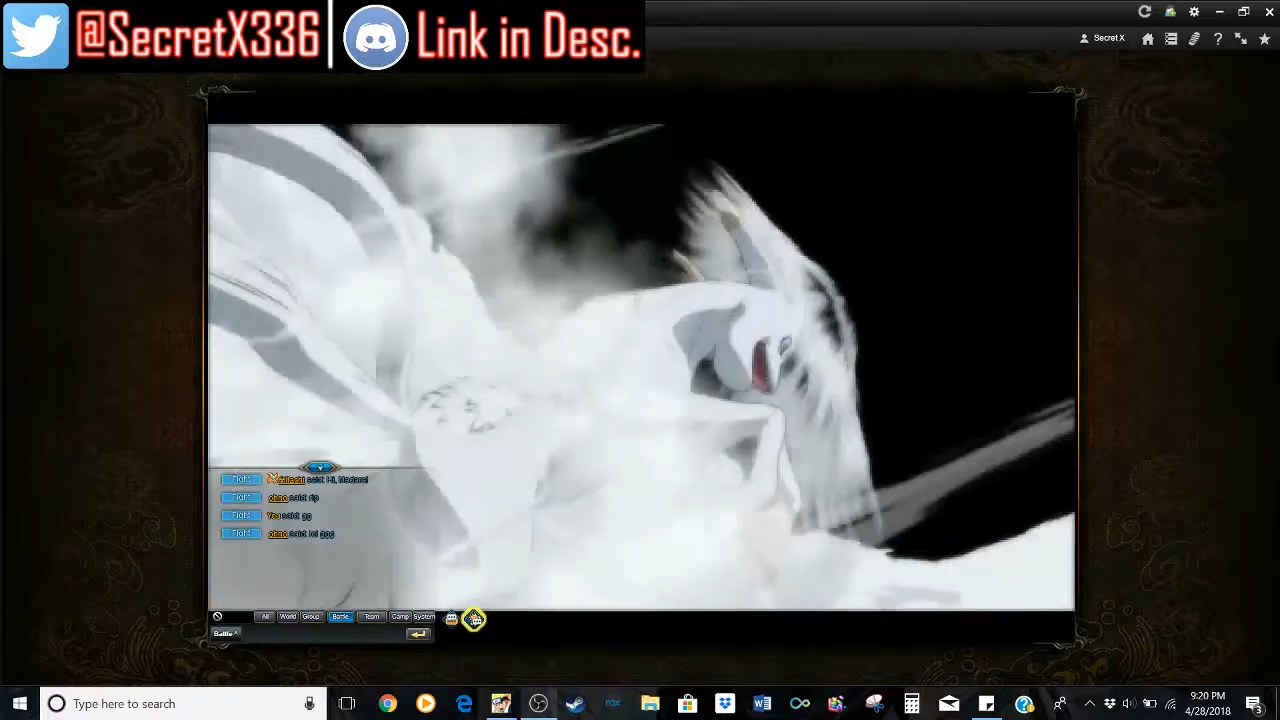 @SecretX336
Link in Desc.
Secret X
Fight said: Hi, Madara!
Fight ohno said: rip
Fight You said: gg
Fight ohno said: lol ggg
All World Group Battle Team Camp System
Battle
Type here to search
9:20 PM
4/28/2018